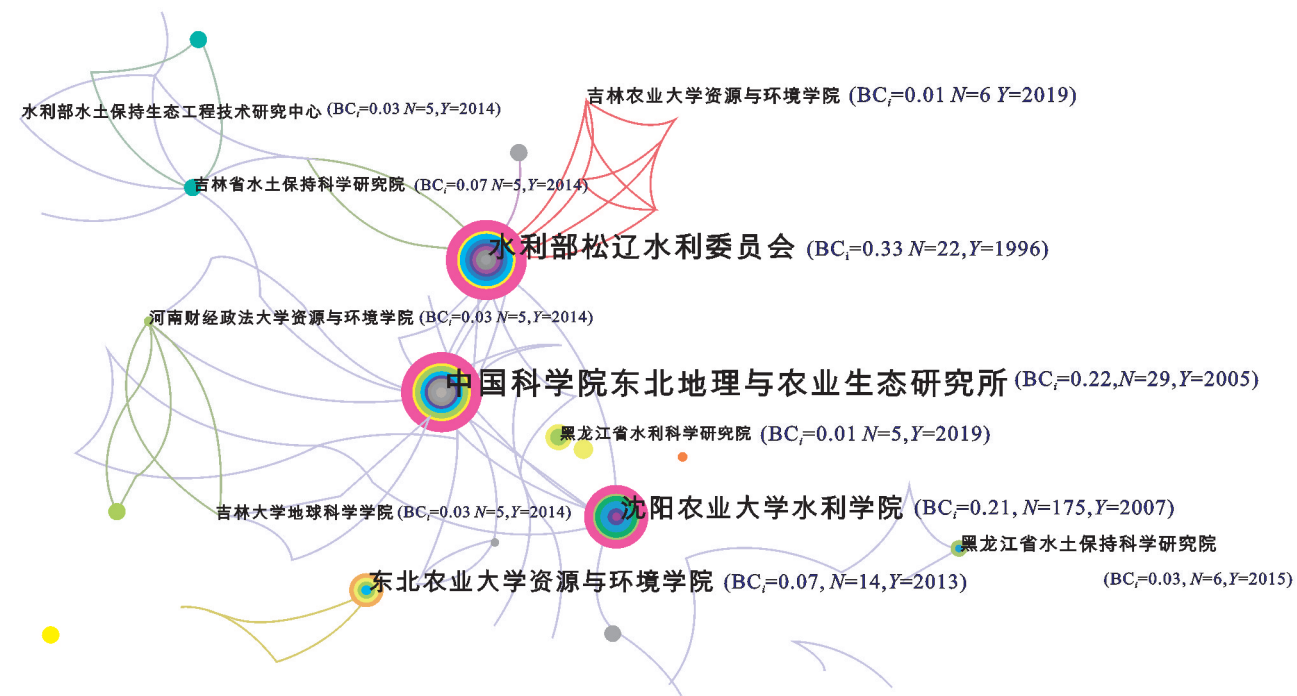 吉林农业大学资源与环境学院 (BCi=0.01 N=6 Y=2019)
水利部水土保持生态工程技术研究中心 (BCi=0.03 N=5,Y=2014)
吉林省水土保持科学研究院 (BCi=0.07 N=5,Y=2014)
水利部松辽水利委员会 (BCi=0.33 N=22,Y=1996)
河南财经政法大学资源与环境学院 (BCi=0.03 N=5,Y=2014)
中国科学院东北地理与农业生态研究所 (BCi=0.22,N=29,Y=2005)
黑龙江省水利科学研究院 (BCi=0.01 N=5,Y=2019)
沈阳农业大学水利学院 (BCi=0.21, N=175,Y=2007)
吉林大学地球科学学院 (BCi=0.03 N=5,Y=2014)
黑龙江省水土保持科学研究院
(BCi=0.03, N=6,Y=2015)
东北农业大学资源与环境学院 (BCi=0.07, N=14,Y=2013)